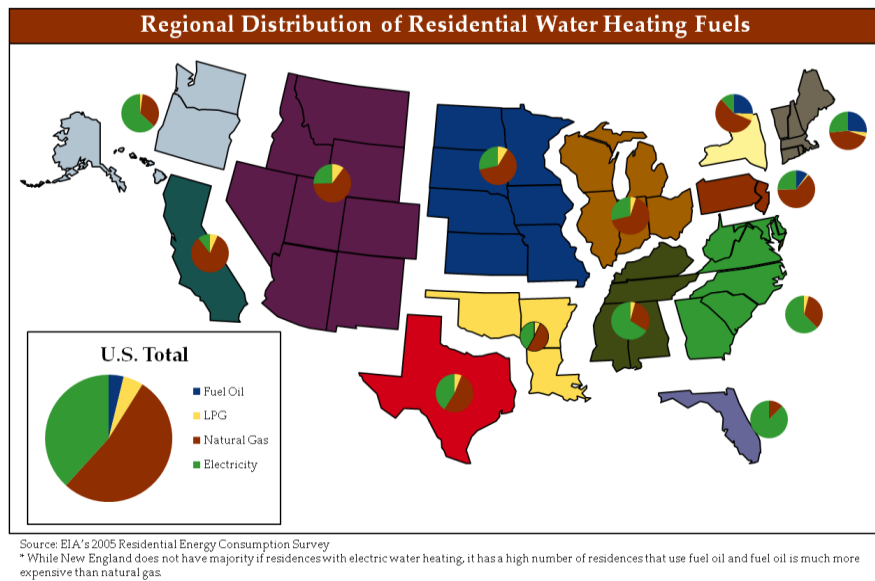 Regional Distribution of Residential Water Heating Fuels
U.S. Total
Fuel Oil
LPG
Natural Gas
Electricity
Source: EIA's 2005 Residential Energy Consumption Survey
* While New England does not have majority if residences with electric water heating, it has a high number of residences that use fuel oil and fuel oil is much more
expensive than natural gas.